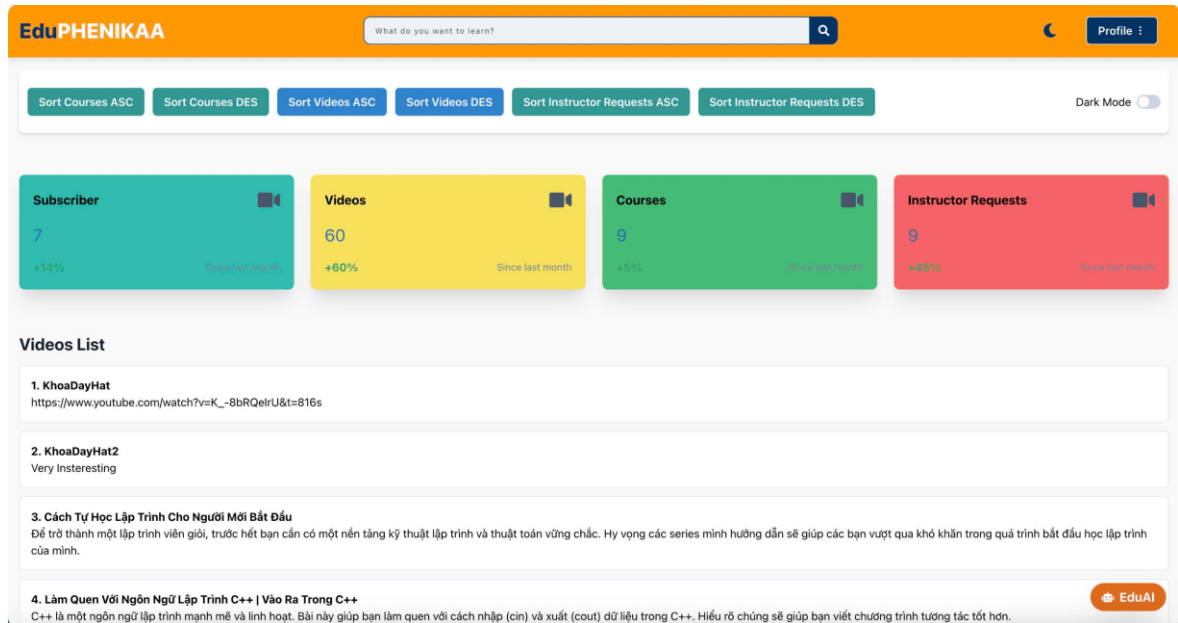 EduPHENIKAA
What do you want to learn?
Profile
Sort Courses ASC
Sort Courses DES
Sort Videos ASC
Sort Videos DES
Sort Instructor Requests ASC
Sort Instructor Requests DES
Dark Mode
Subscriber
7
+14%
Since last month
Videos
60
+60%
Since last month
Courses
9
+5%
Since last month
Instructor Requests
9
+45%
Since last month
Videos List
1. KhoaDayHat
https://www.youtube.com/watch?v=K_-8bRQelrU&t=816s
2. KhoaDayHat2
Very Insteresting
3. Cách Tự Học Lập Trình Cho Người Mới Bắt Đầu
Để trở thành một lập trình viên giỏi, trước hết bạn cần có một nền tảng kỹ thuật lập trình và thuật toán vững chắc. Hy vọng các series mình hướng dẫn sẽ giúp các bạn vượt qua khó khăn trong quá trình bắt đầu học lập trình
của mình.
4. Làm Quen Với Ngôn Ngữ Lập Trình C++ | Vào Ra Trong C++
C++ là một ngôn ngữ lập trình mạnh mẽ và linh hoạt. Bài này giúp bạn làm quen với cách nhập (cin) và xuất (cout) dữ liệu trong C++. Hiểu rõ chúng sẽ giúp bạn viết chương trình tương tác tốt hơn.
EduAI